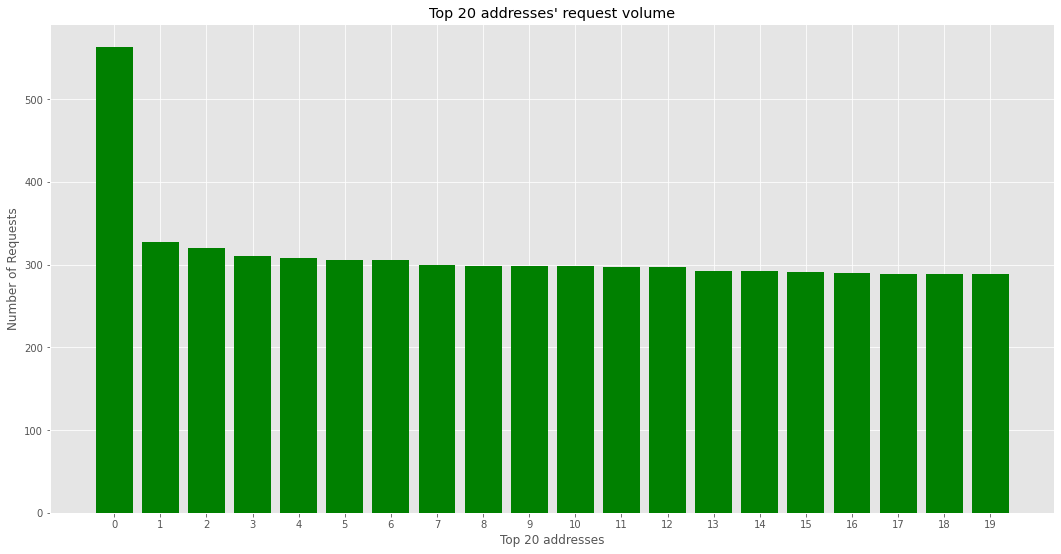 Top 20 addresses' request volume
Number of Requests
500
400
300
200
100
0
0 1 2 3 4 5 6 7 8 9 10 11 12 13 14 15 16 17 18 19
Top 20 addresses